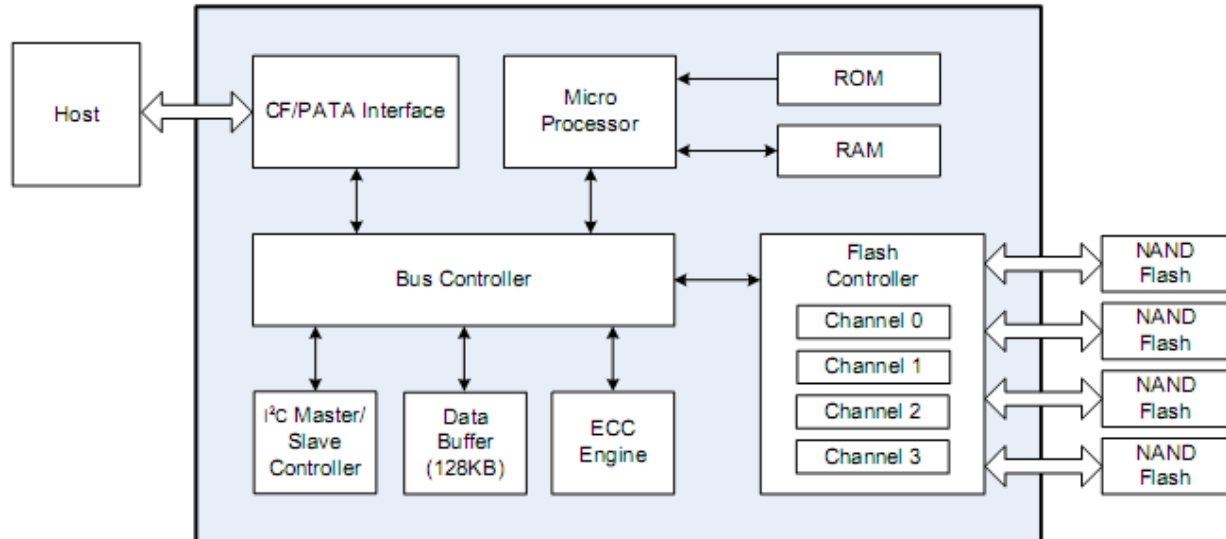 Host
CF/PATA Interface
Micro
Processor
ROM
RAM
Bus Controller
Flash
Controller
Channel 0
Channel 1
Channel 2
Channel 3
NAND
Flash
NAND
Flash
NAND
Flash
NAND
Flash
I²C Master/
Slave
Controller
Data
Buffer
(128KB)
ECC
Engine